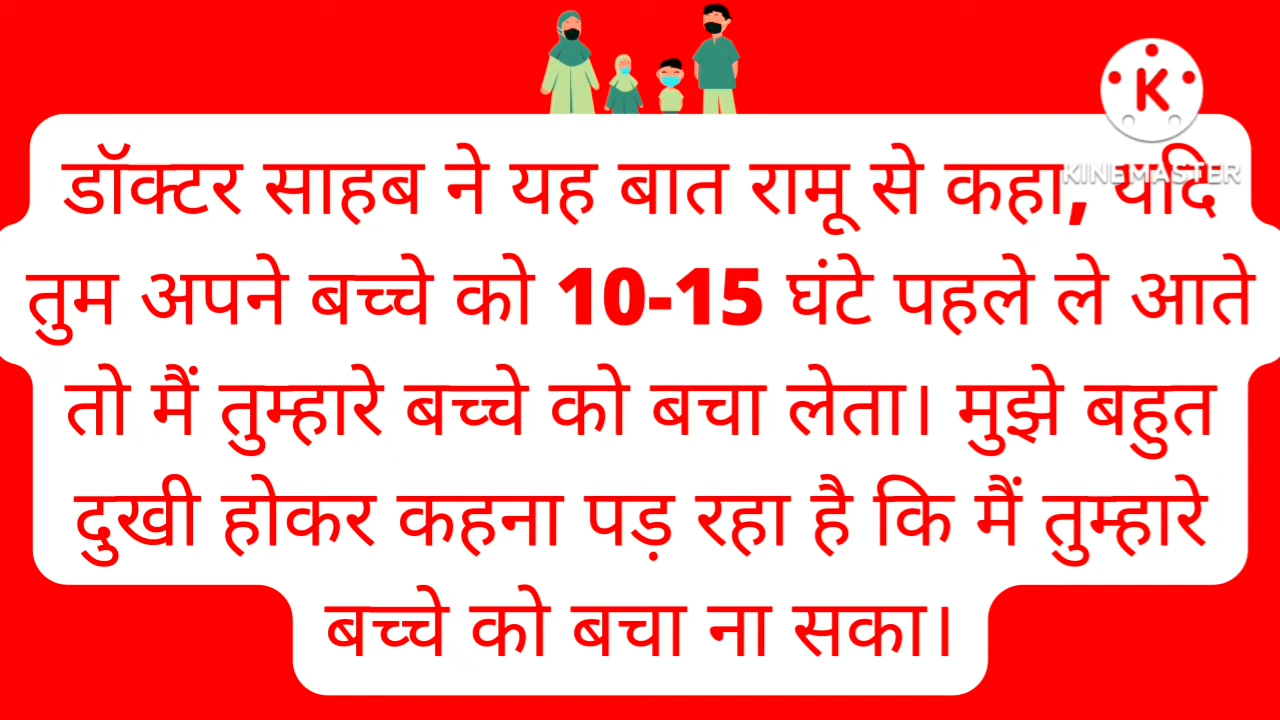 K
KINEMASTER
डॉक्टर साहब ने यह बात रामू से कहा, यदि
तुम अपने बच्चे को 10-15 घंटे पहले ले आते
तो मैं तुम्हारे बच्चे को बचा लेता। मुझे बहुत
दुखी होकर कहना पड़ रहा है कि मैं तुम्हारे
बच्चे को बचा ना सका।